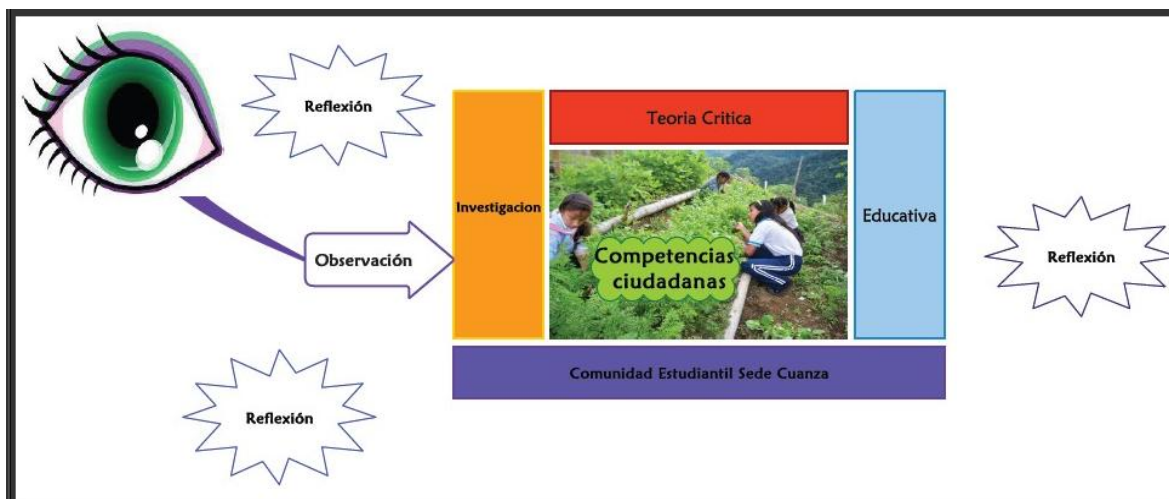 Reflexión
Teoria Critica
Investigacion
Educativa
Observación
Competencias
ciudadanas
Reflexión
Comunidad Estudiantil Sede Cuanza
Reflexión